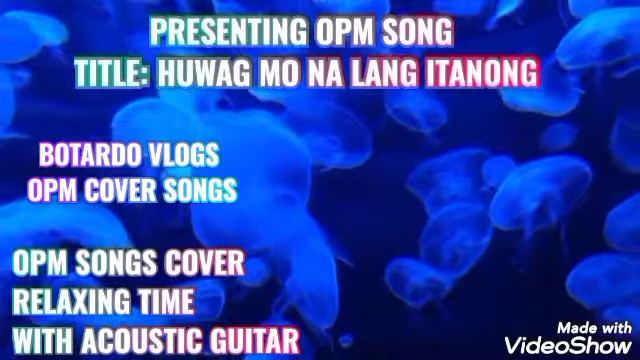 PRESENTING OPM SONG
TITLE: HUWAG MO NA LANG ITANONG
BOTARDO VLOGS
OPM COVER SONGS
OPM SONGS COVER
RELAXING TIME
WITH ACOUSTIC GUITAR
Made with
VideoShow